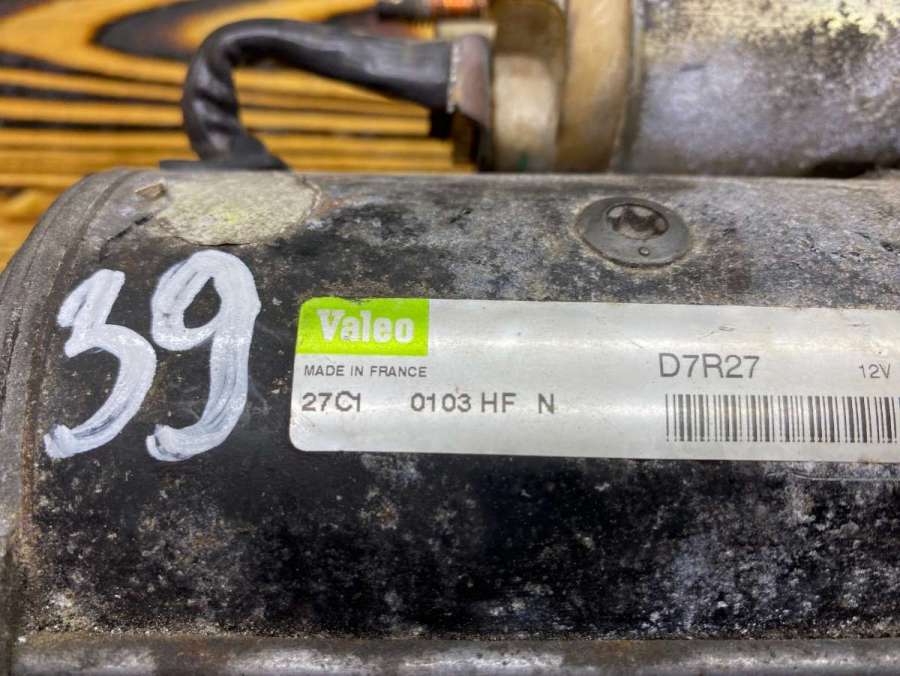 39
Valeo
MADE IN FRANCE
D7R27 12V
27C1 0103 HF N